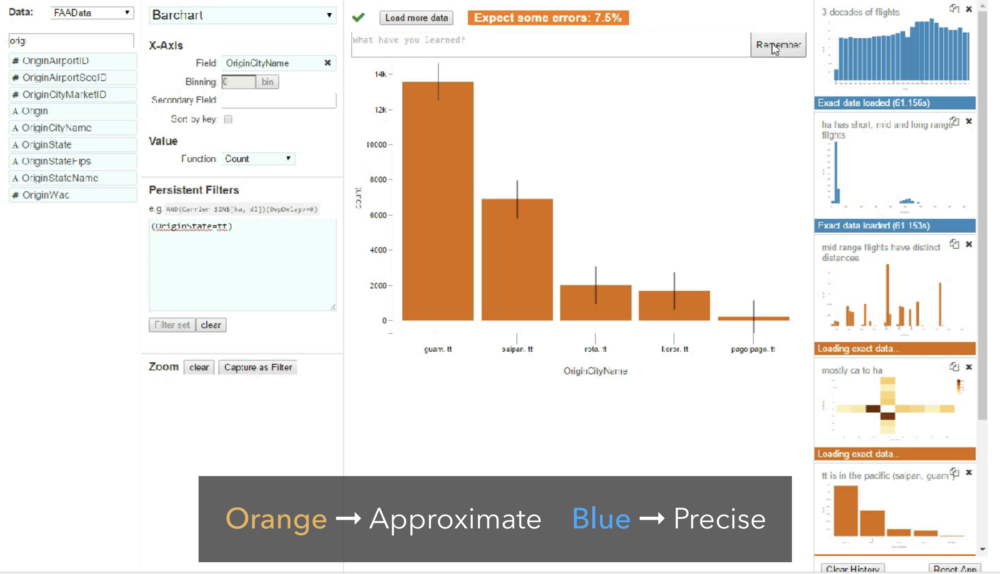 Data: FAAData
origi
# OriginAirportID
# OriginAirportSeqID
# OriginCityMarketID
A Origin
A OriginCityName
A OriginState
A OriginStateFips
A OriginStateName
# OriginWac
Barchart
X-Axis
Field: OriginCityName
Binning: 0 bin
Secondary Field:
Sort by key:
Value
Function: Count
Persistent Filters
e.g. AND(Carrier $IN$[ha, dl])(DepDelay>=0)
(OriginState=tt)
Filter set clear
Zoom clear Capture as Filter
Load more data Expect some errors: 7.5%
What have you learned? Remember
14k
12k
10000
8000
6000
4000
2000
0
count
guam, tt saipan, tt rota, tt koror, tt pago pago, tt
OriginCityName
3 decades of flights
Exact data loaded (61.156s)
ha has short, mid and long range
flights
Exact data loaded (61.153s)
mid range flights have distinct
distances
Loading exact data...
mostly ca to ha
Loading exact data...
tt is in the pacific (saipan, guam )
Clear History Reset App
Orange → Approximate Blue → Precise